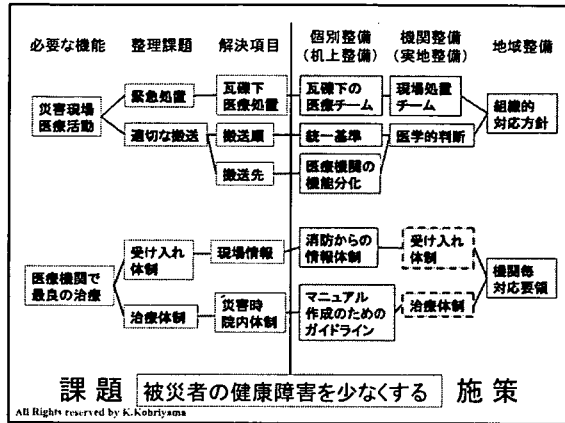 必要な機能 整理課題 解決項目 個別整備 機関整備 地域整備
(机上整備) (実地整備)
災害現場
医療活動
緊急処置
瓦礫下
医療処置
瓦礫下の
医療チーム
現場処置
チーム
組織的
対応方針
適切な搬送
搬送順
統一基準
医学的判断
搬送先
医療機関の
機能分化
医療機関で
最良の治療
受け入れ
体制
現場情報
消防からの
情報体制
受け入れ
体制
機関毎
対応要領
治療体制
災害時
院内体制
マニュアル
作成のための
ガイドライン
治療体制
課題 被災者の健康障害を少なくする 施策
All Rights reserved by K.Kohriyama